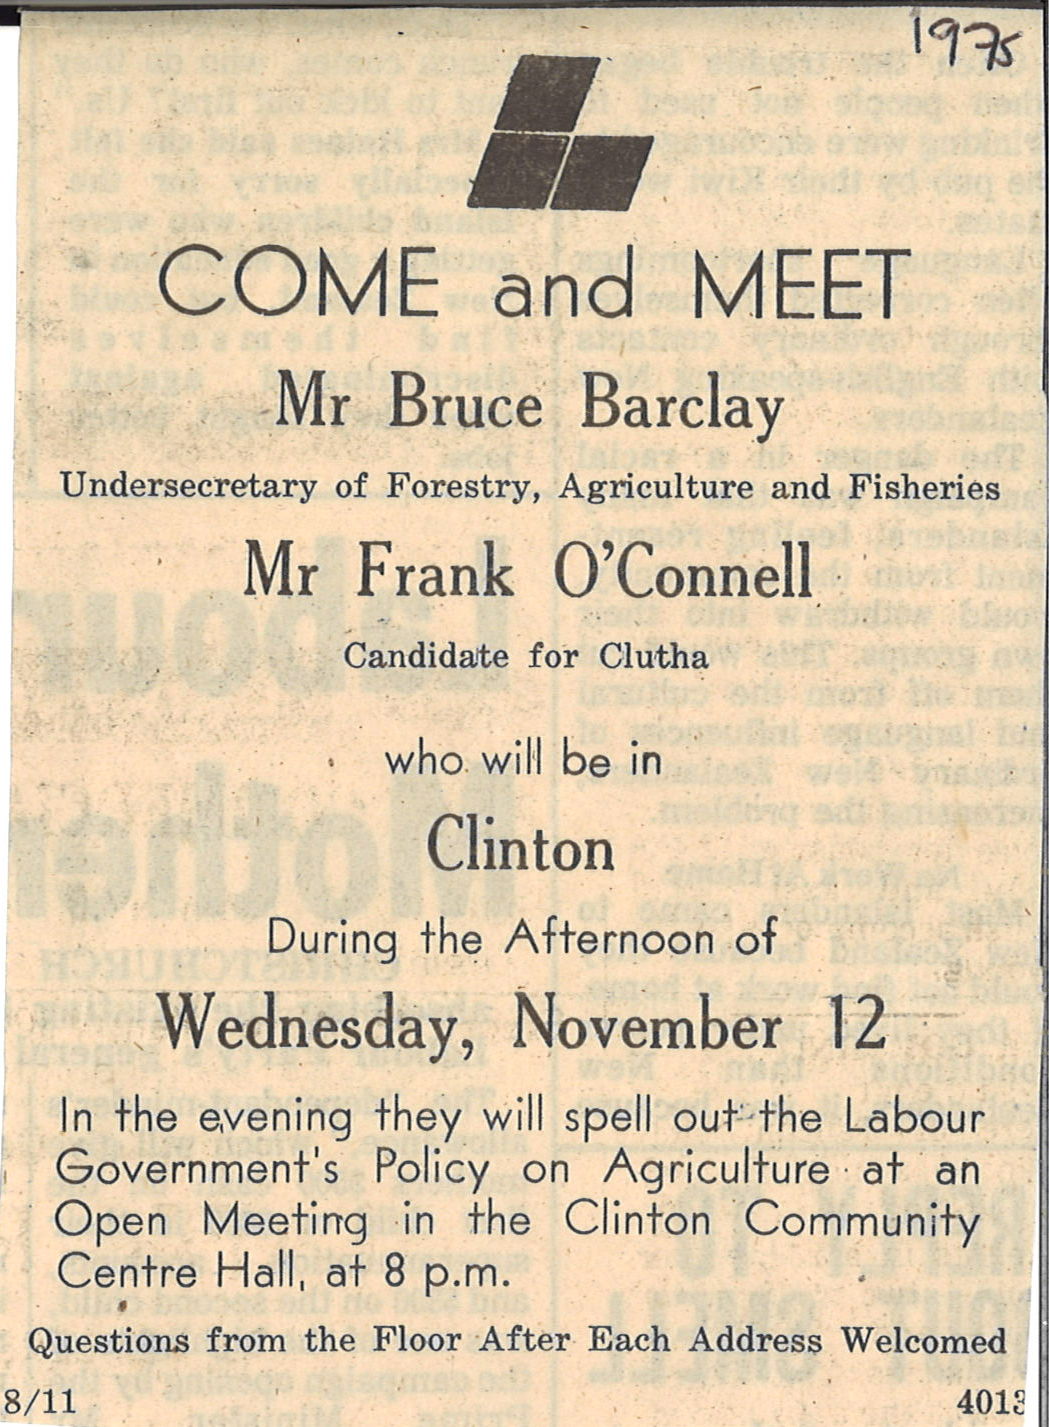 1975
COME and MEET
Mr Bruce Barclay
Undersecretary of Forestry, Agriculture and Fisheries
Mr Frank O'Connell
Candidate for Clutha
who will be in
Clinton
During the Afternoon of
Wednesday, November 12
In the evening they will spell out the Labour
Government's Policy on Agriculture at an
Open Meeting in the Clinton Community
Centre Hall, at 8 p.m.
Questions from the Floor After Each Address Welcomed
8/11 4013